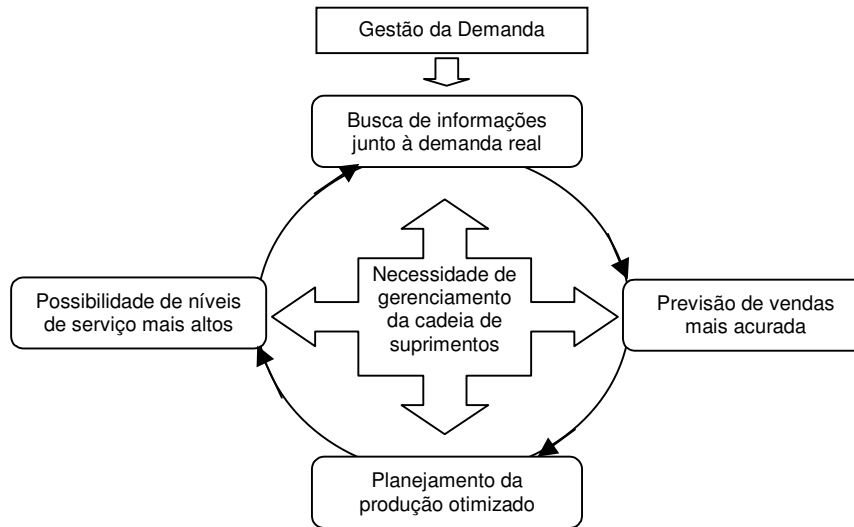 Gestão da Demanda
Busca de informações
junto à demanda real
Necessidade de
gerenciamento
da cadeia de
suprimentos
Possibilidade de níveis
de serviço mais altos
Previsão de vendas
mais acurada
Planejamento da
produção otimizado